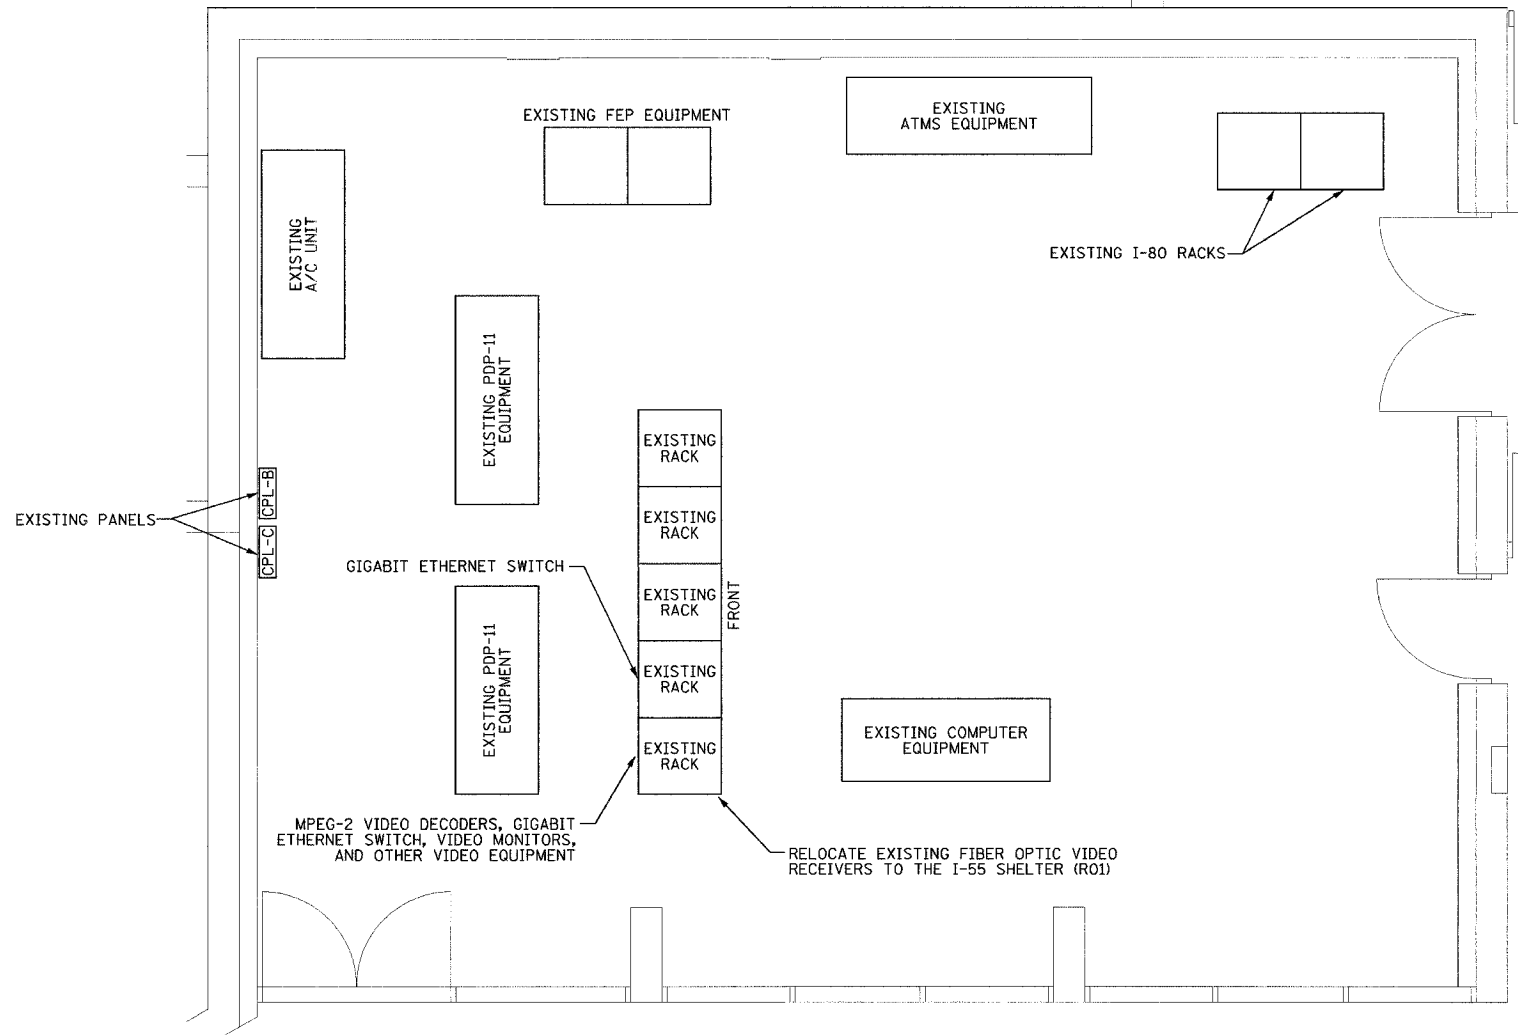 EXISTING FEP EQUIPMENT
EXISTING
ATMS EQUIPMENT
EXISTING
A/C UNIT
EXISTING I-80 RACKS
EXISTING PDP-11
EQUIPMENT
EXISTING
RACK
EXISTING
RACK
EXISTING
RACK
EXISTING
RACK
EXISTING
RACK
FRONT
EXISTING PANELS
CPL-B
CPL-C
GIGABIT ETHERNET SWITCH
EXISTING PDP-11
EQUIPMENT
EXISTING COMPUTER
EQUIPMENT
MPEG-2 VIDEO DECODERS, GIGABIT
ETHERNET SWITCH, VIDEO MONITORS,
AND OTHER VIDEO EQUIPMENT
RELOCATE EXISTING FIBER OPTIC VIDEO
RECEIVERS TO THE I-55 SHELTER (R01)